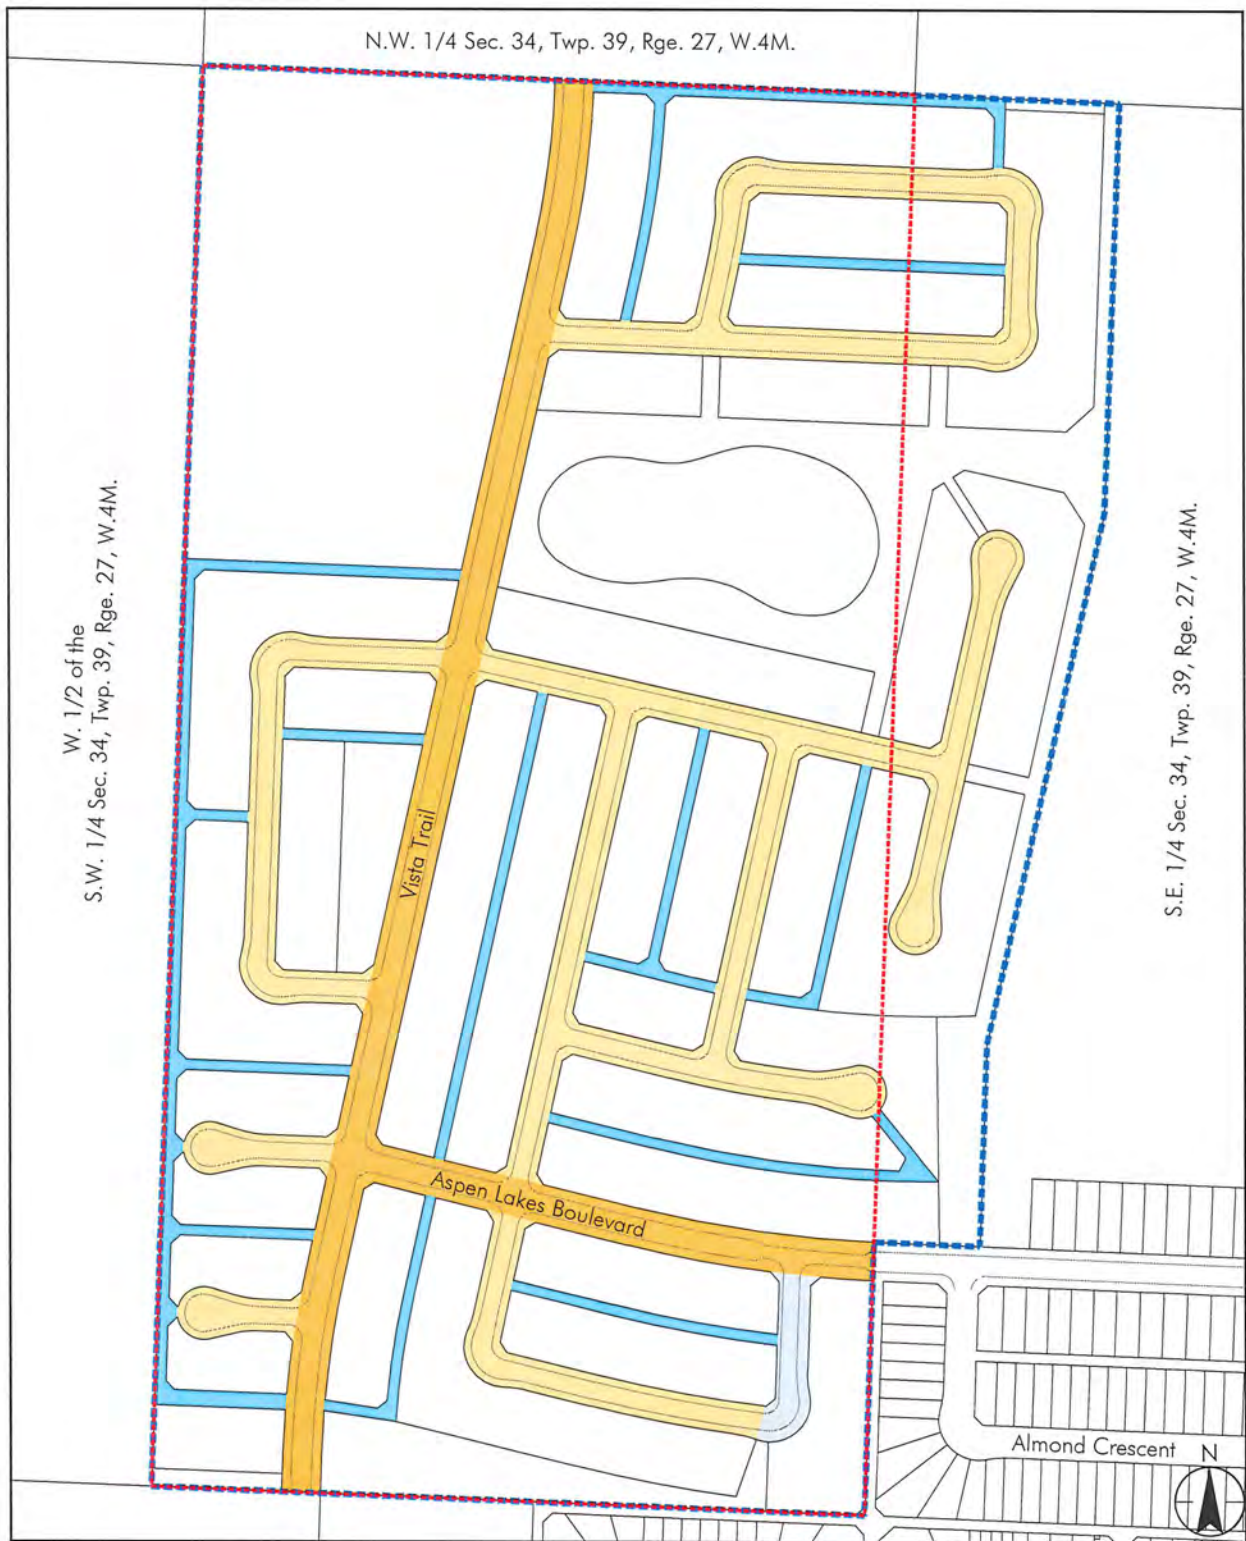 N.W. 1/4 Sec. 34, Twp. 39, Rge. 27, W.4M.
W. 1/2 of the
S.W. 1/4 Sec. 34, Twp. 39, Rge. 27, W.4M.
S.E. 1/4 Sec. 34, Twp. 39, Rge. 27, W.4M.
Vista Trail
Aspen Lakes Boulevard
Almond Crescent
N